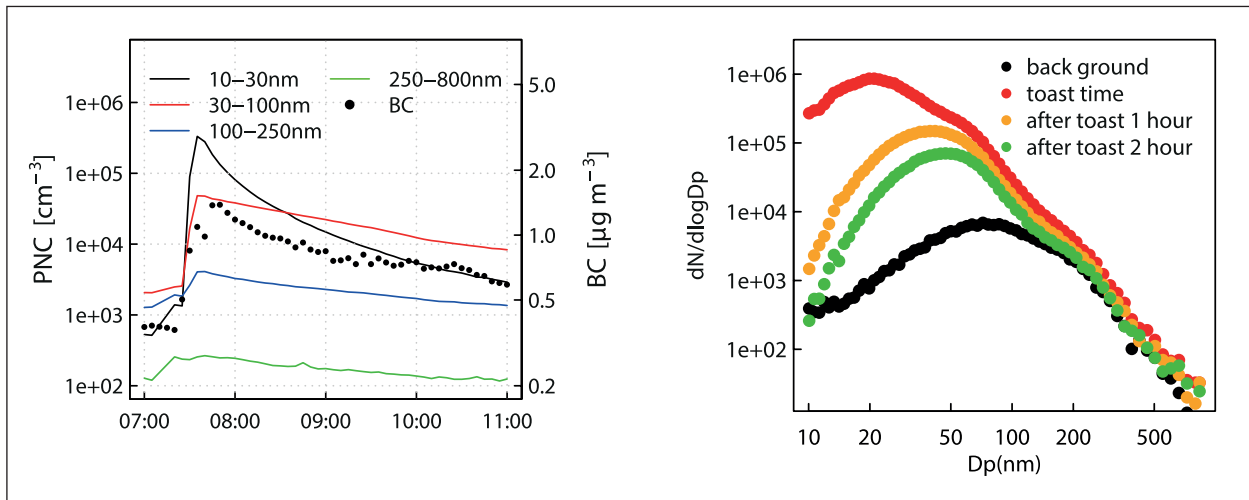 10−30nm
30−100nm
100−250nm
250−800nm
BC
1e+06
1e+05
1e+04
1e+03
1e+02
PNC [cm−3]
5.0
2.0
1.0
0.5
0.2
BC [μg m−3]
07:00 08:00 09:00 10:00 11:00
back ground
toast time
after toast 1 hour
after toast 2 hour
1e+06
1e+05
1e+04
1e+03
1e+02
dN/dlogDp
10 20 50 100 200 500
Dp(nm)